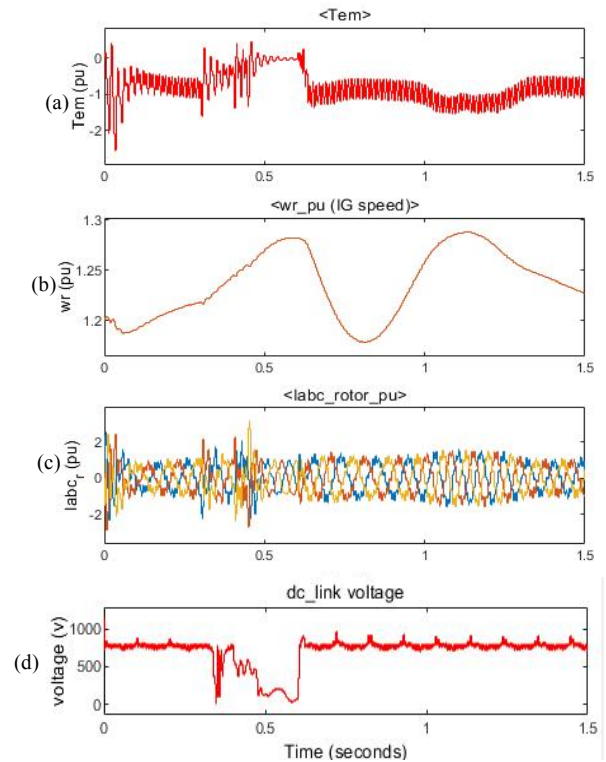 <Tem>
(a)
Tem (pu)
0
-1
-2
0 0.5 1 1.5
<wr_pu (IG speed)>
(b)
wr (pu)
1.3
1.25
1.2
0 0.5 1 1.5
<Iabc_rotor_pu>
(c)
Iabc_r (pu)
2
0
-2
0 0.5 1 1.5
dc_link voltage
(d)
voltage (v)
1000
500
0
0 0.5 1 1.5
Time (seconds)